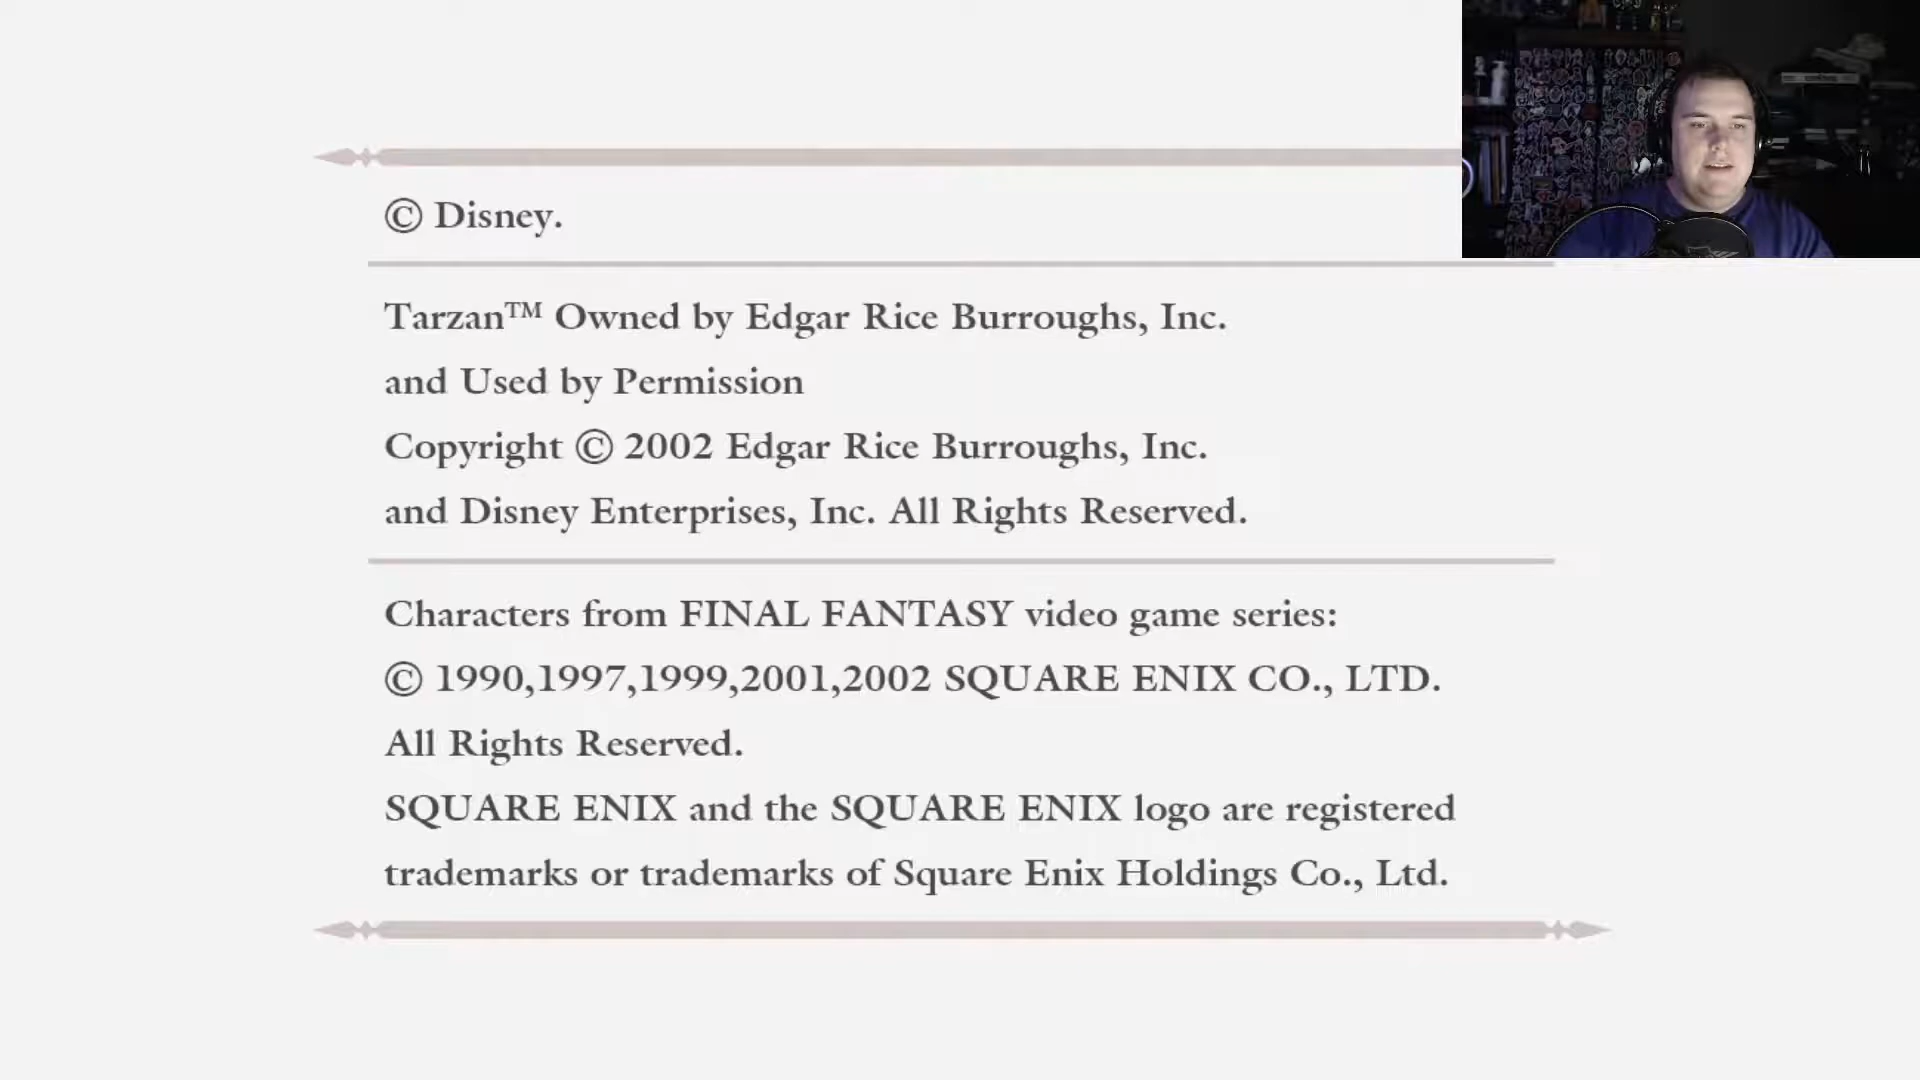 © Disney.
Tarzan™ Owned by Edgar Rice Burroughs, Inc.
and Used by Permission
Copyright © 2002 Edgar Rice Burroughs, Inc.
and Disney Enterprises, Inc. All Rights Reserved.
Characters from FINAL FANTASY video game series:
© 1990,1997,1999,2001,2002 SQUARE ENIX CO., LTD.
All Rights Reserved.
SQUARE ENIX and the SQUARE ENIX logo are registered
trademarks or trademarks of Square Enix Holdings Co., Ltd.